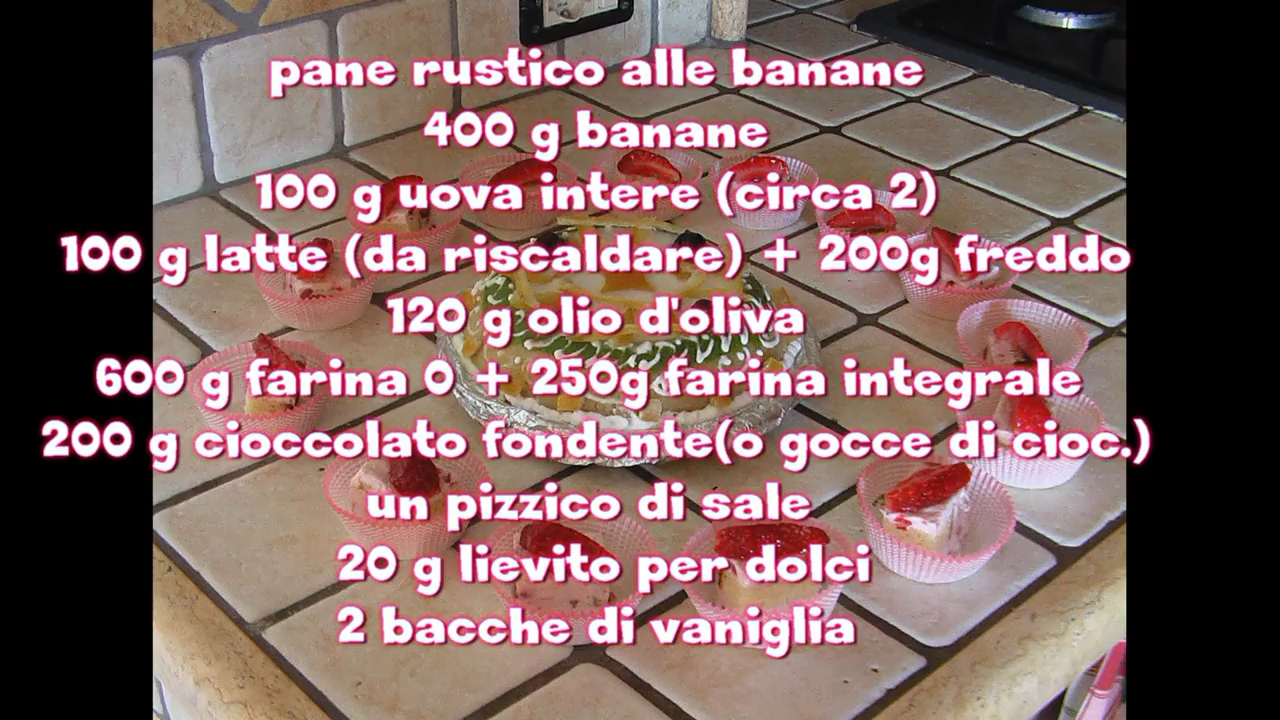 pane rustico alle banane
400 g banane
100 g uova intere (circa 2)
100 g latte (da riscaldare) + 200g freddo
120 g olio d'oliva
600 g farina 0 + 250g farina integrale
200 g cioccolato fondente(o gocce di cioc.)
un pizzico di sale
20 g lievito per dolci
2 bacche di vaniglia